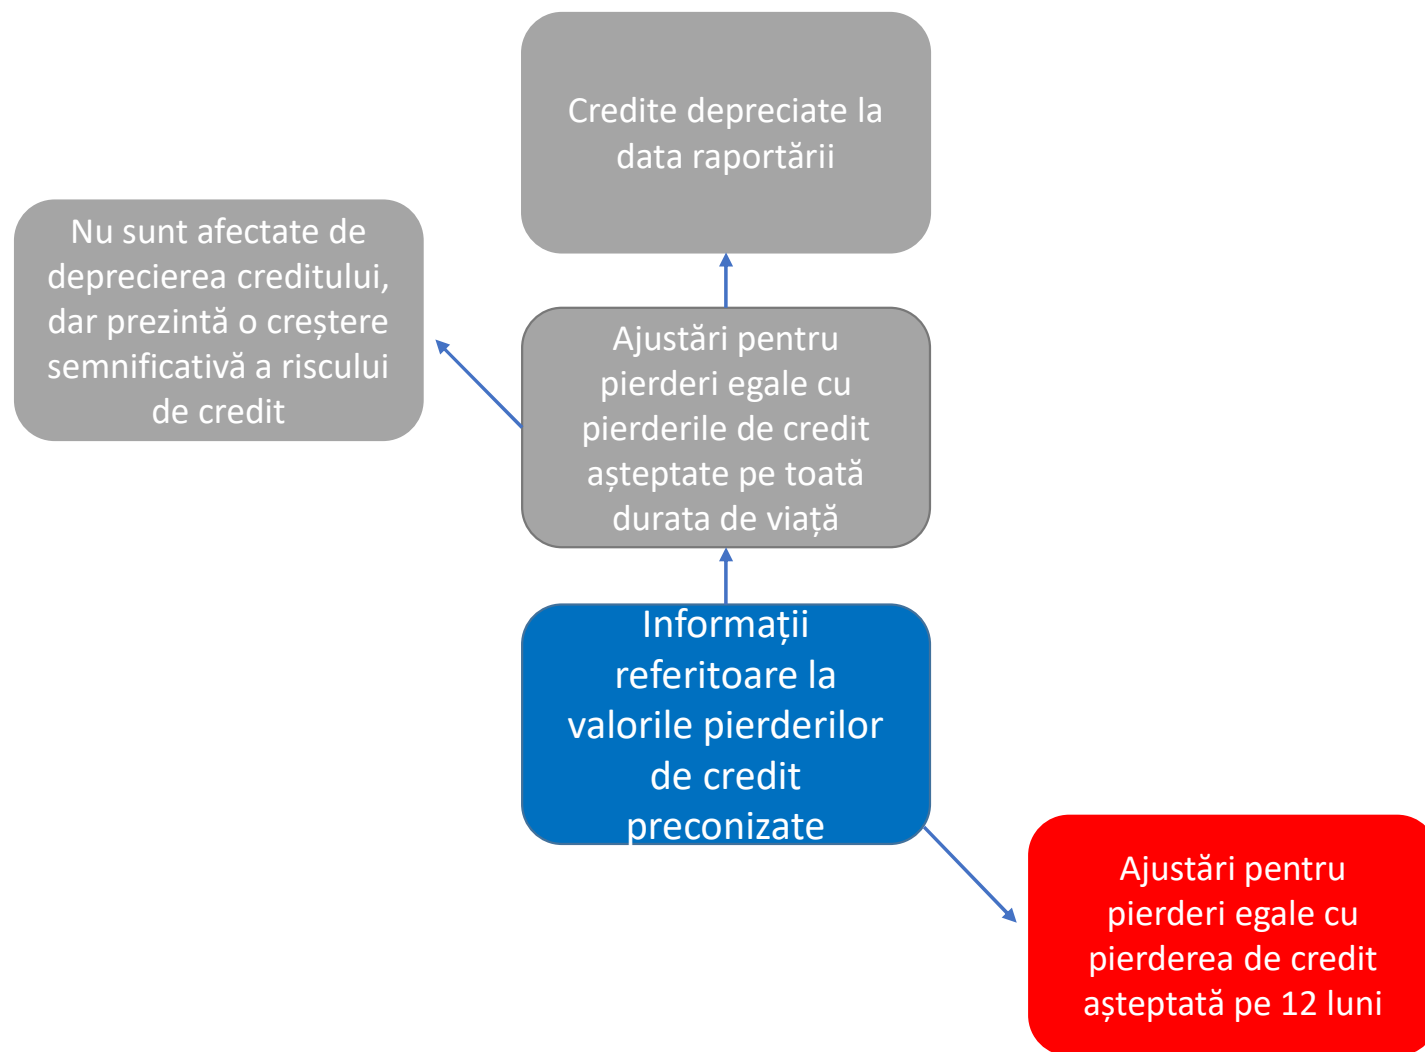 Credite depreciate la
data raportării
Nu sunt afectate de
deprecierea creditului,
dar prezintă o creștere
semnificativă a riscului
de credit
Ajustări pentru
pierderi egale cu
pierderile de credit
așteptate pe toată
durata de viață
Informații
referitoare la
valorile pierderilor
de credit
preconizate
Ajustări pentru
pierderi egale cu
pierderea de credit
așteptată pe 12 luni